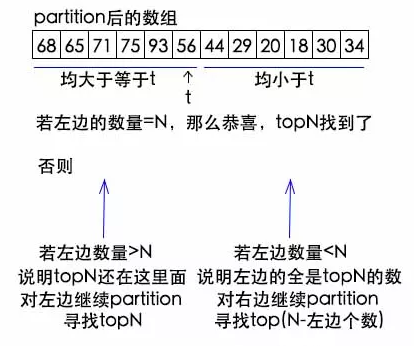 partition后的数组
68 65 71 75 93 56 44 29 20 18 30 34
均大于等于t ↑ 均小于t
t
若左边的数量=N，那么恭喜，topN找到了
否则
若左边数量>N
说明topN还在这里面
对左边继续partition
寻找topN
若左边数量<N
说明左边的全是topN的数
对右边继续partition
寻找top(N-左边个数)